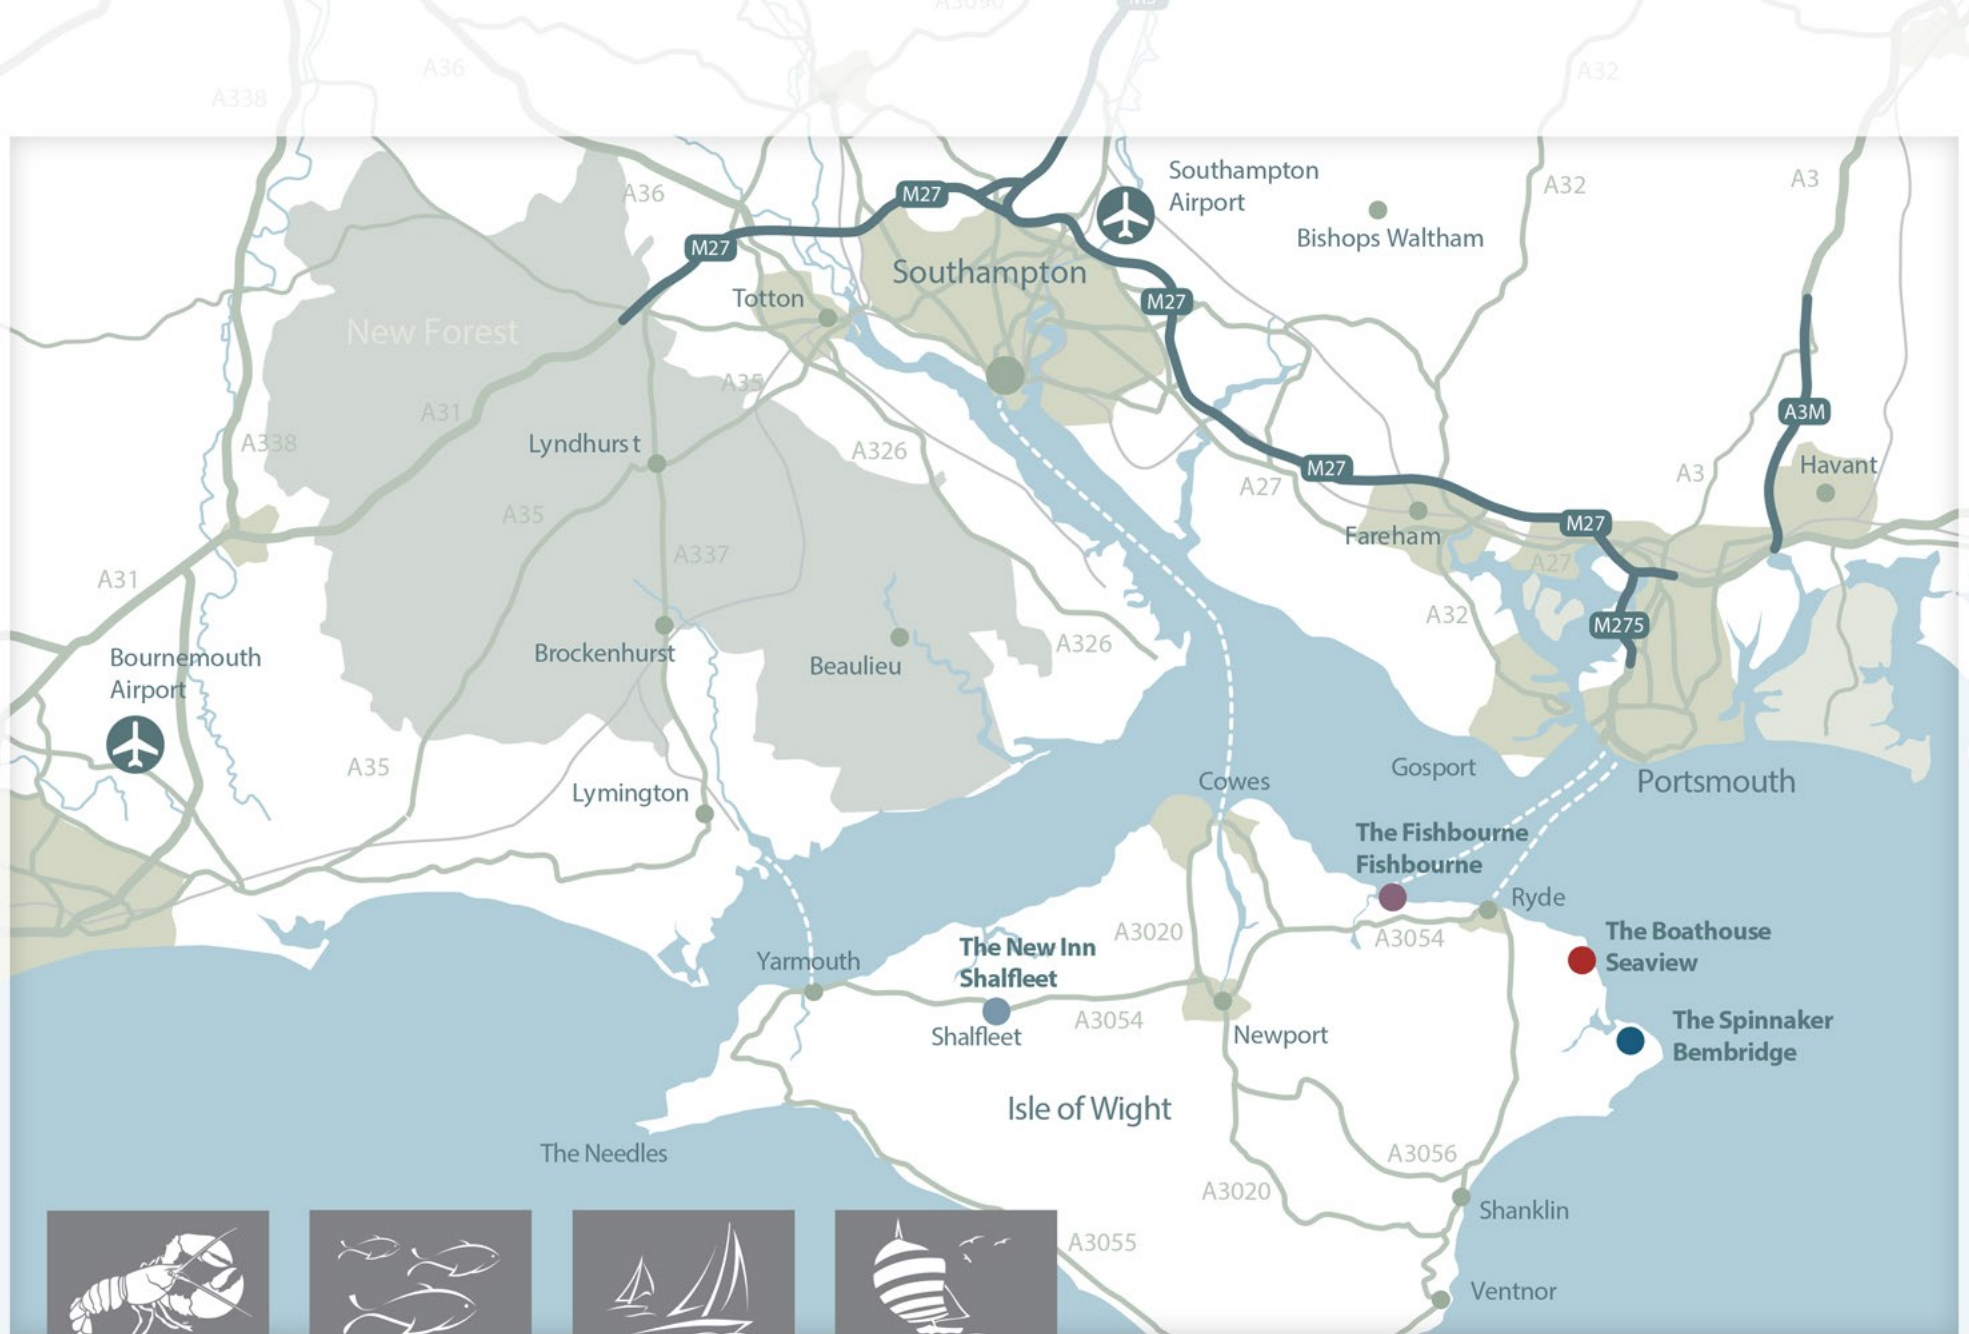 A3090
M3
A36
A32
A338
Southampton
Airport
A36
M27
A32
A3
Bishops Waltham
M27
Southampton
Totton
M27
New Forest
A35
A31
A3M
A338
Lyndhurst
A326
Havant
M27
A3
A27
A35
M27
Fareham
A337
A27
A31
A32
M275
A326
Brockenhurst
Beaulieu
Bournemouth
Airport
A35
Gosport
Portsmouth
Cowes
Lymington
The Fishbourne
Fishbourne
Ryde
A3020
A3054
The Boathouse
Seaview
The New Inn
Shalfleet
Yarmouth
A3054
The Spinnaker
Bembridge
Shalfleet
Newport
Isle of Wight
The Needles
A3056
A3020
Shanklin
A3055
Ventnor